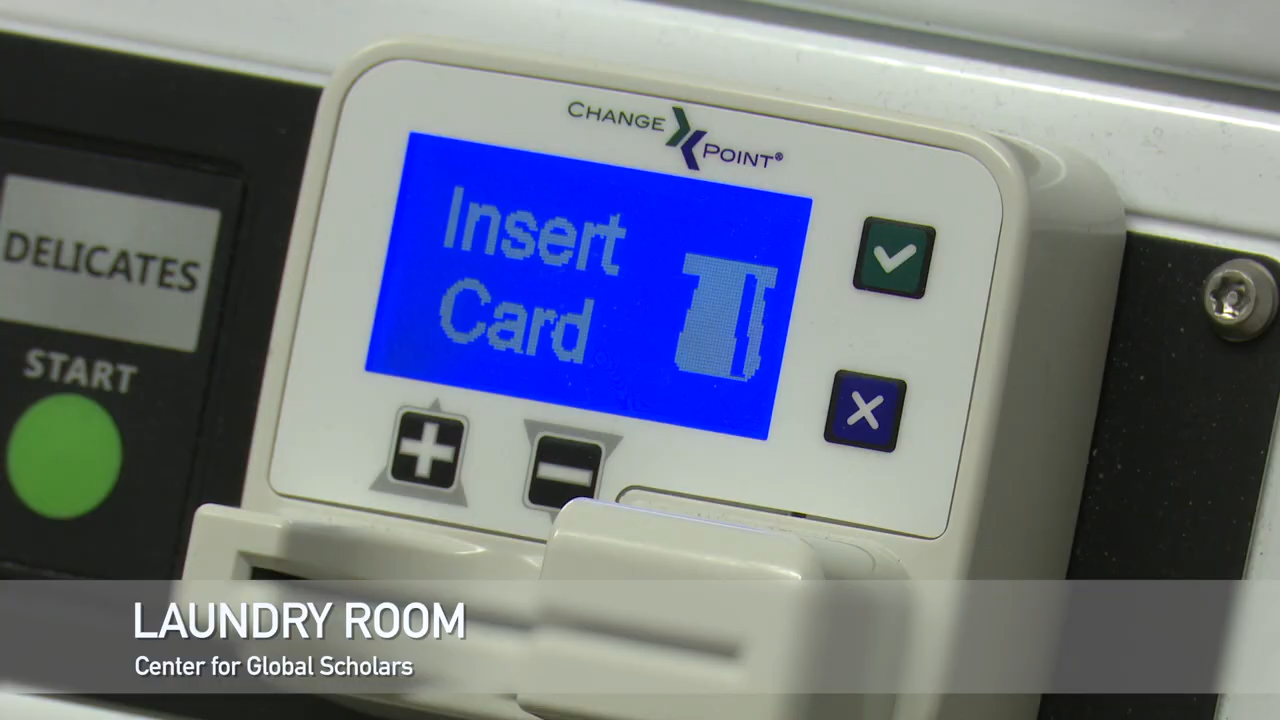 CHANGE POINT®
Insert
Card
DELICATES
START
LAUNDRY ROOM
Center for Global Scholars